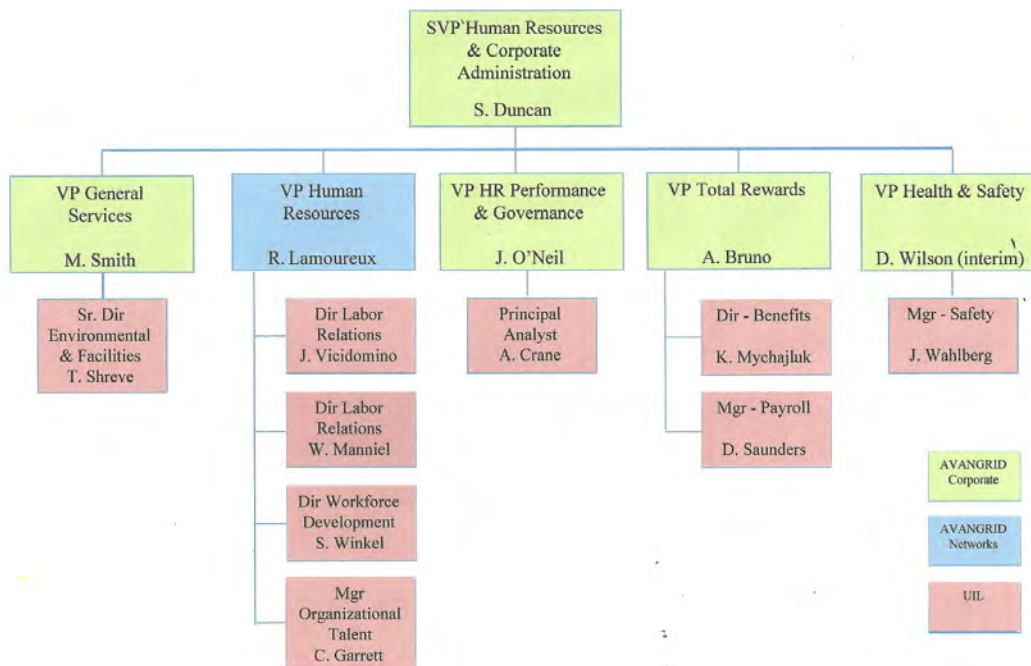 SVP Human Resources
& Corporate
Administration
S. Duncan
VP General
Services
M. Smith
VP Human
Resources
R. Lamoureux
VP HR Performance
& Governance
J. O'Neil
VP Total Rewards
A. Bruno
VP Health & Safety
D. Wilson (interim)
Sr. Dir
Environmental
& Facilities
T. Shreve
Dir Labor
Relations
J. Vicidomino
Dir Labor
Relations
W. Manniel
Dir Workforce
Development
S. Winkel
Mgr
Organizational
Talent
C. Garrett
Principal
Analyst
A. Crane
Dir - Benefits
K. Mychajluk
Mgr - Payroll
D. Saunders
Mgr - Safety
J. Wahlberg
AVANGRID
Corporate
AVANGRID
Networks
UIL